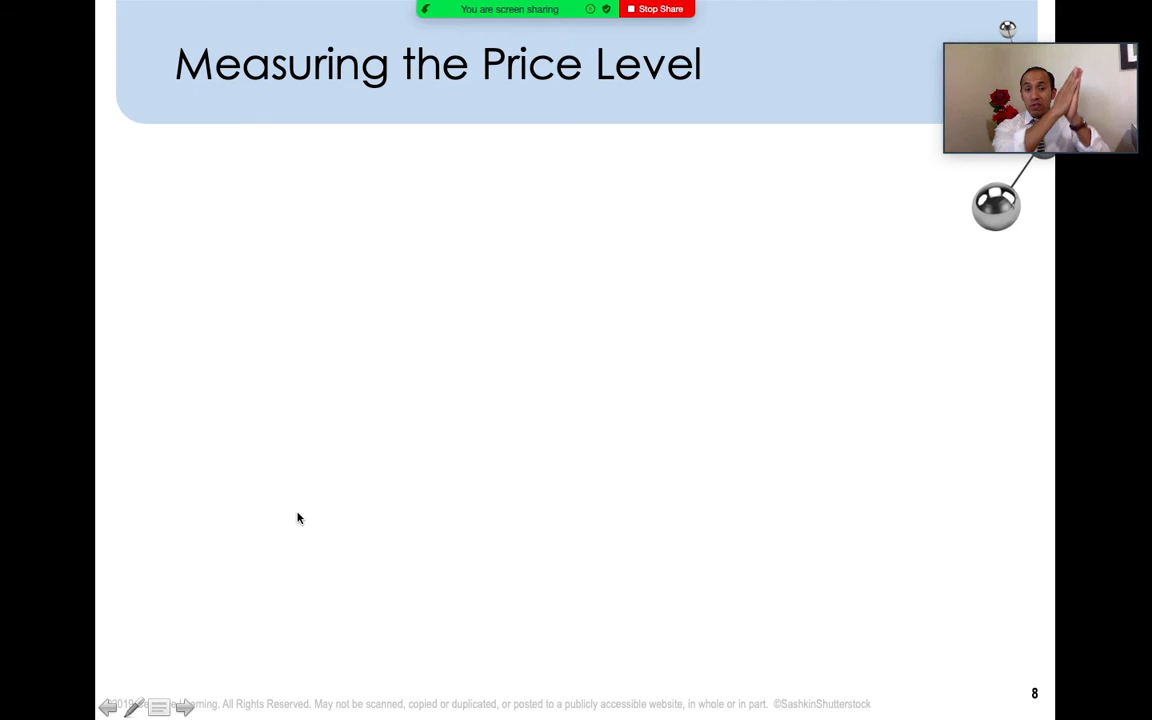 You are screen sharing
Stop Share
Measuring the Price Level
8
All Rights Reserved. May not be scanned, copied or duplicated, or posted to a publicly accessible website, in whole or in part. ©SashkinShutterstock